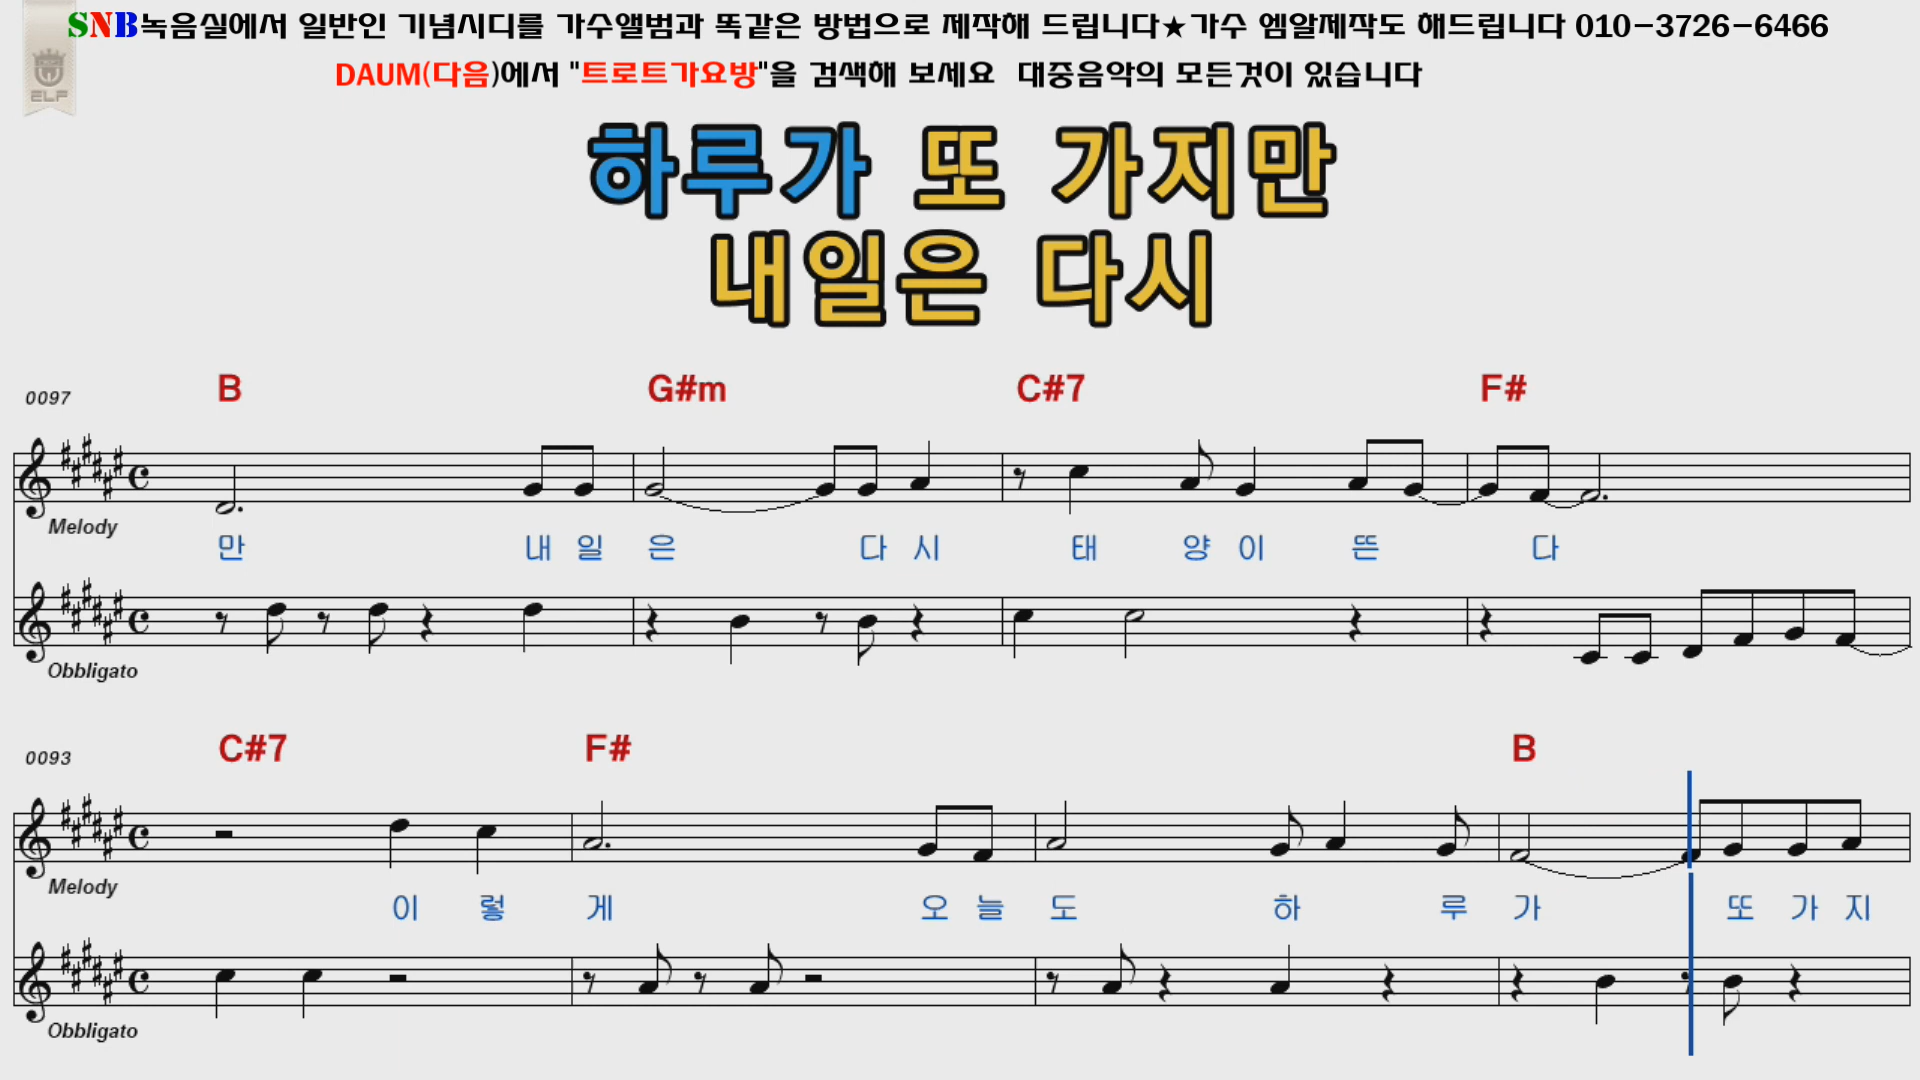 SNB녹음실에서 일반인 기념시디를 가수앨범과 똑같은 방법으로 제작해 드립니다★가수 엠알제작도 해드립니다 010-3726-6466
DAUM(다음)에서 "트로트가요방"을 검색해 보세요 대중음악의 모든것이 있습니다
ELF
하루가 또 가지만
내일은 다시
0097 B G#m C#7 F#
Melody
만 내 일 은 다 시 태 양 이 뜬 다
Obbligato
0093 C#7 F# B
Melody
이 렇 게 오 늘 도 하 루 가 또 가 지
Obbligato